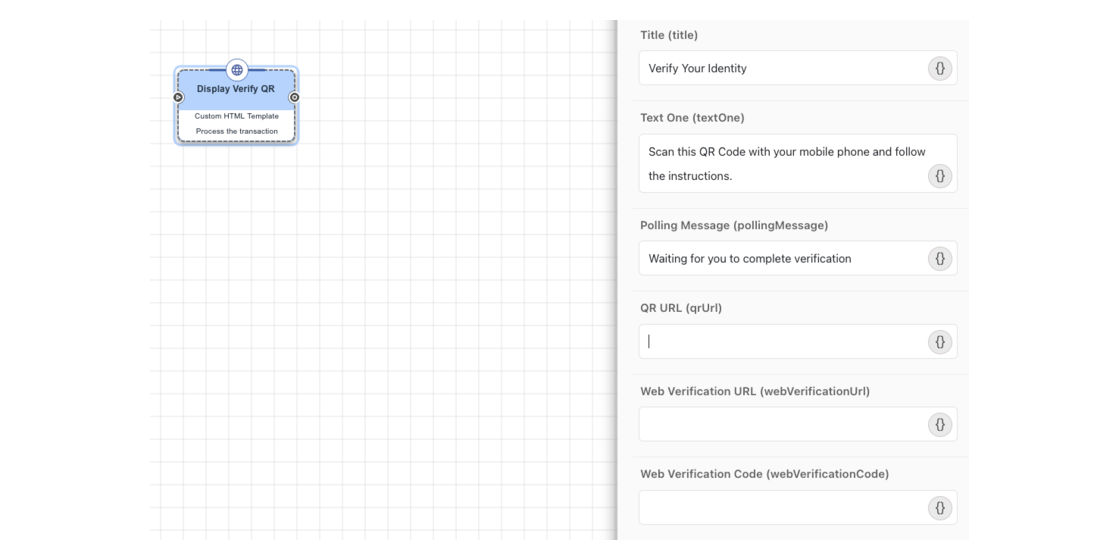 Display Verify QR
Custom HTML Template
Process the transaction
Title (title)
Verify Your Identity
{}
Text One (textOne)
Scan this QR Code with your mobile phone and follow
the instructions.
{}
Polling Message (pollingMessage)
Waiting for you to complete verification
{}
QR URL (qrUrl)
{}
Web Verification URL (webVerificationUrl)
{}
Web Verification Code (webVerificationCode)
{}